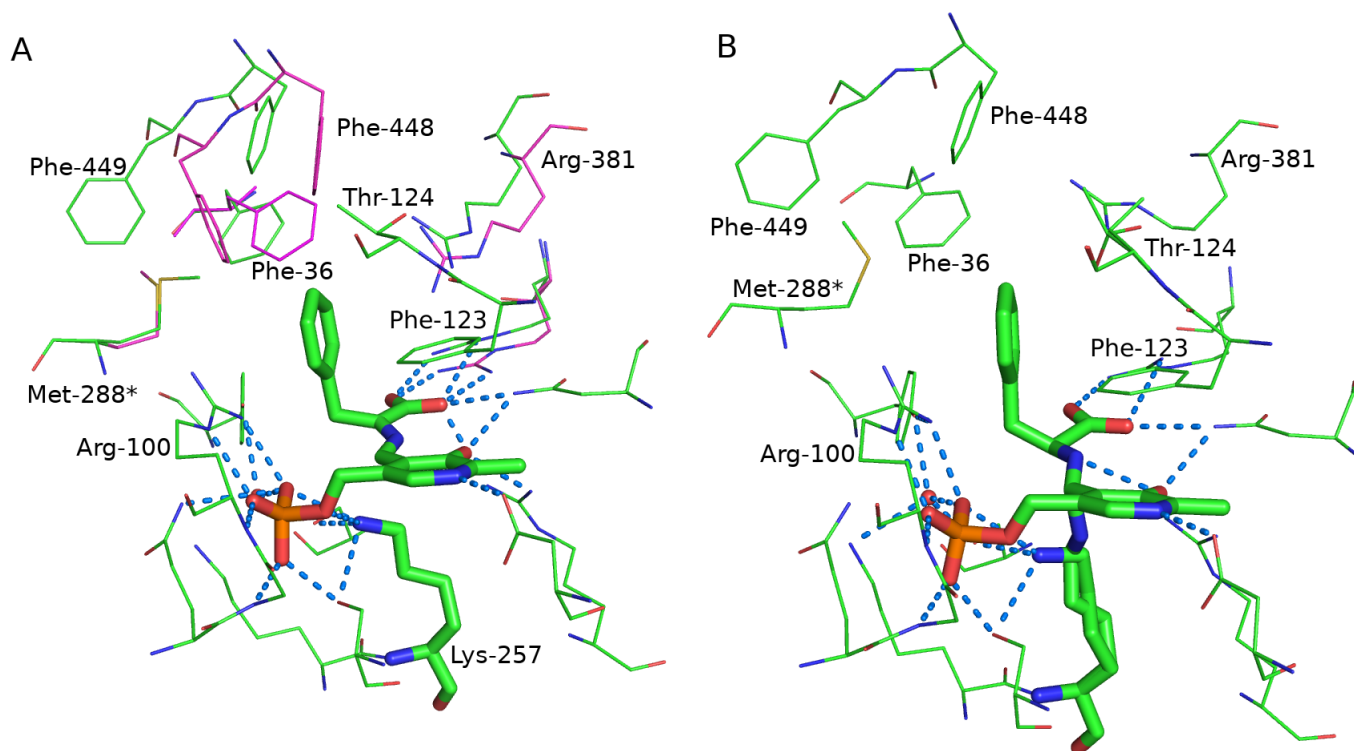 A
Phe-448
Phe-449
Arg-381
Thr-124
Phe-36
Phe-123
Met-288*
Arg-100
Lys-257
B
Phe-448
Arg-381
Phe-449
Thr-124
Phe-36
Met-288*
Phe-123
Arg-100